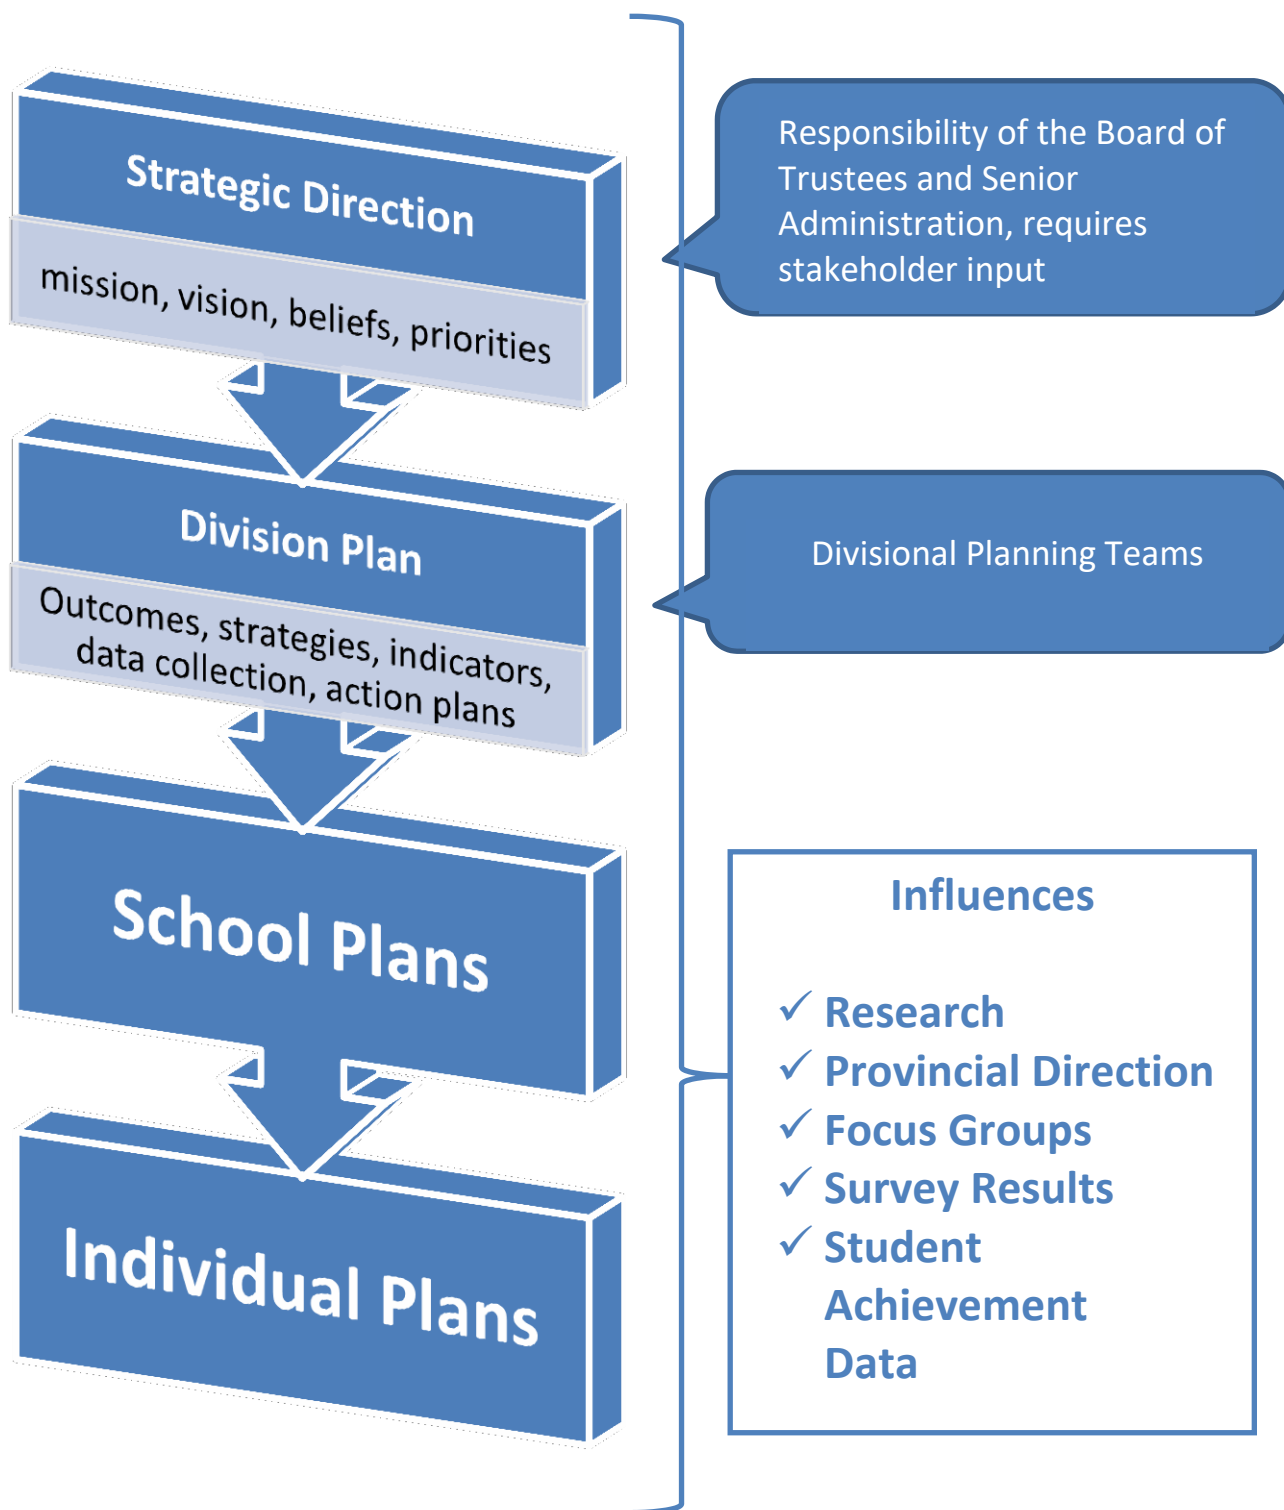 Strategic Direction
mission, vision, beliefs, priorities
Responsibility of the Board of
Trustees and Senior
Administration, requires
stakeholder input
Division Plan
Outcomes, strategies, indicators,
data collection, action plans
Divisional Planning Teams
School Plans
Individual Plans
Influences
✓ Research
✓ Provincial Direction
✓ Focus Groups
✓ Survey Results
✓ Student
Achievement
Data